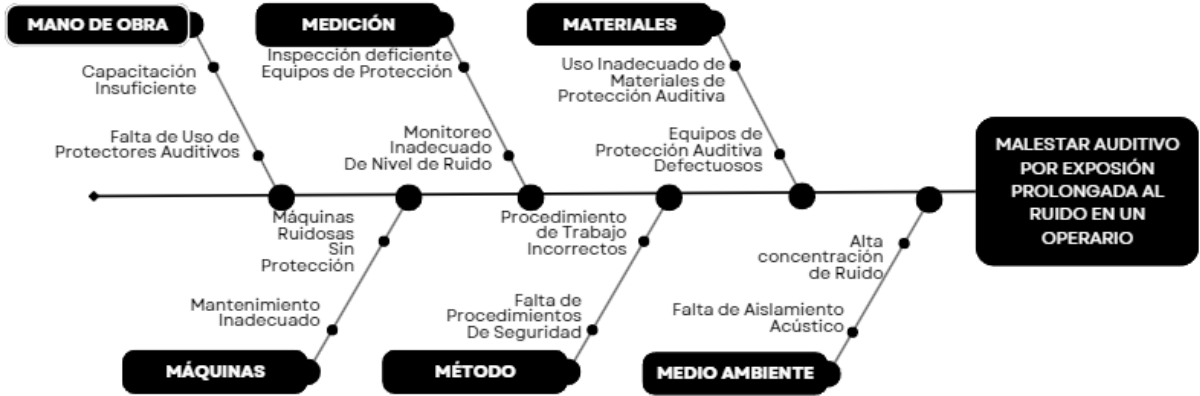 MANO DE OBRA
Capacitación
Insuficiente
Falta de Uso de
Protectores Auditivos
MEDICIÓN
Inspección deficiente
Equipos de Protección
Monitoreo
Inadecuado
De Nivel de Ruido
MATERIALES
Uso Inadecuado de
Materiales de
Protección Auditiva
Equipos de
Protección Auditiva
Defectuosos
MALESTAR AUDITIVO
POR EXPOSIÓN
PROLONGADA AL
RUIDO EN UN
OPERARIO
Máquinas
Ruidosas
Sin
Protección
Mantenimiento
Inadecuado
MÁQUINAS
Procedimiento
de Trabajo
Incorrectos
Falta de
Procedimientos
De Seguridad
MÉTODO
Alta
concentración
de Ruido
Falta de Aislamiento
Acústico
MEDIO AMBIENTE